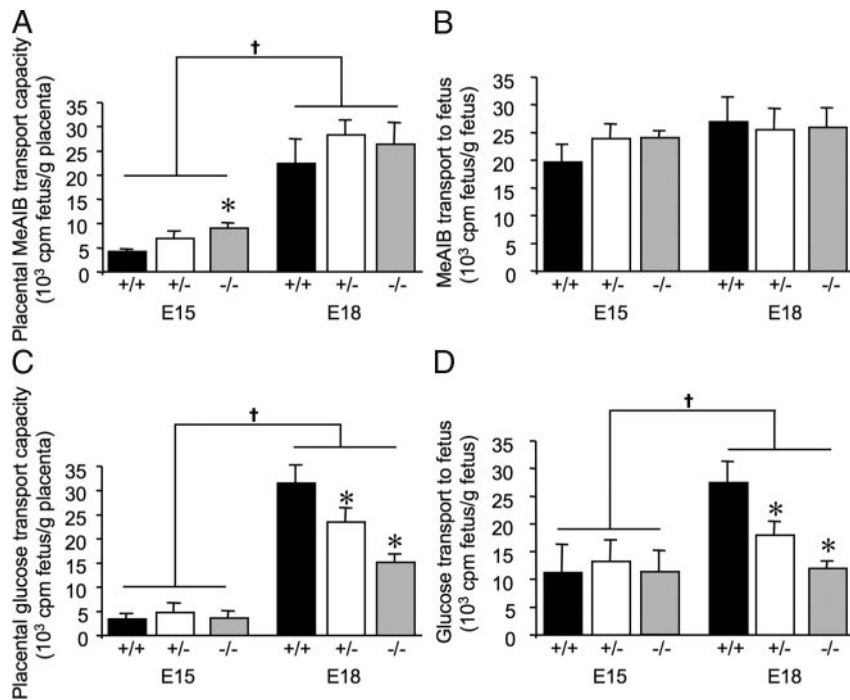 A
Placental MeAIB transport capacity
(10³ cpm fetus/g placenta)
35
30
25
20
15
10
5
0
†
*
+/+ +/- -/- +/+ +/- -/-
E15 E18
B
MeAIB transport to fetus
(10³ cpm fetus/g fetus)
35
30
25
20
25
10
5
0
+/+ +/- -/- +/+ +/- -/-
E15 E18
C
Placental glucose transport capacity
(10³ cpm fetus/g placenta)
35
30
25
20
15
10
5
0
†
*
*
+/+ +/- -/- +/+ +/- -/-
E15 E18
D
Glucose transport to fetus
(10³ cpm fetus/g fetus)
35
30
25
20
15
10
5
0
†
*
*
+/+ +/- -/- +/+ +/- -/-
E15 E18